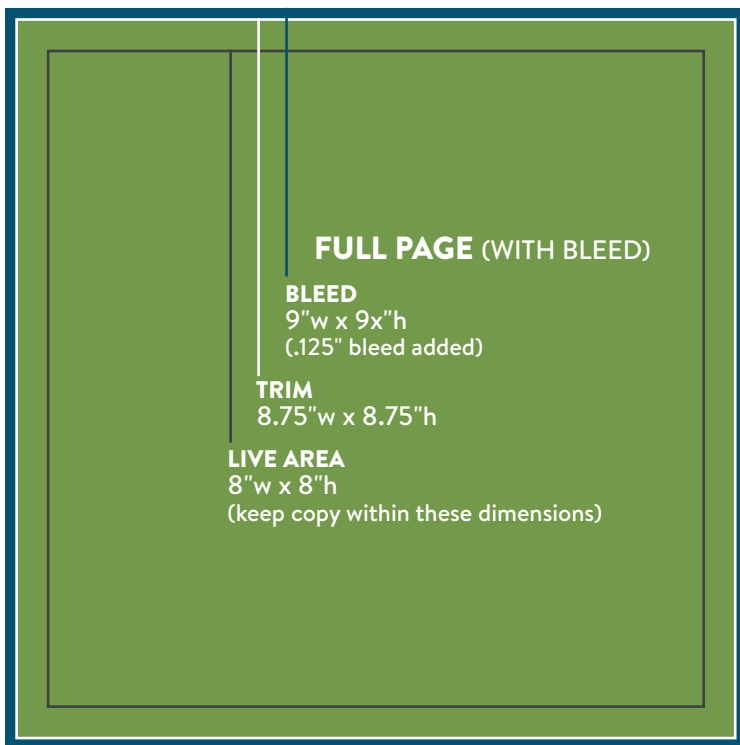 FULL PAGE (WITH BLEED)
BLEED
9"w x 9x"h
(.125" bleed added)
TRIM
8.75"w x 8.75"h
LIVE AREA
8"w x 8"h
(keep copy within these dimensions)